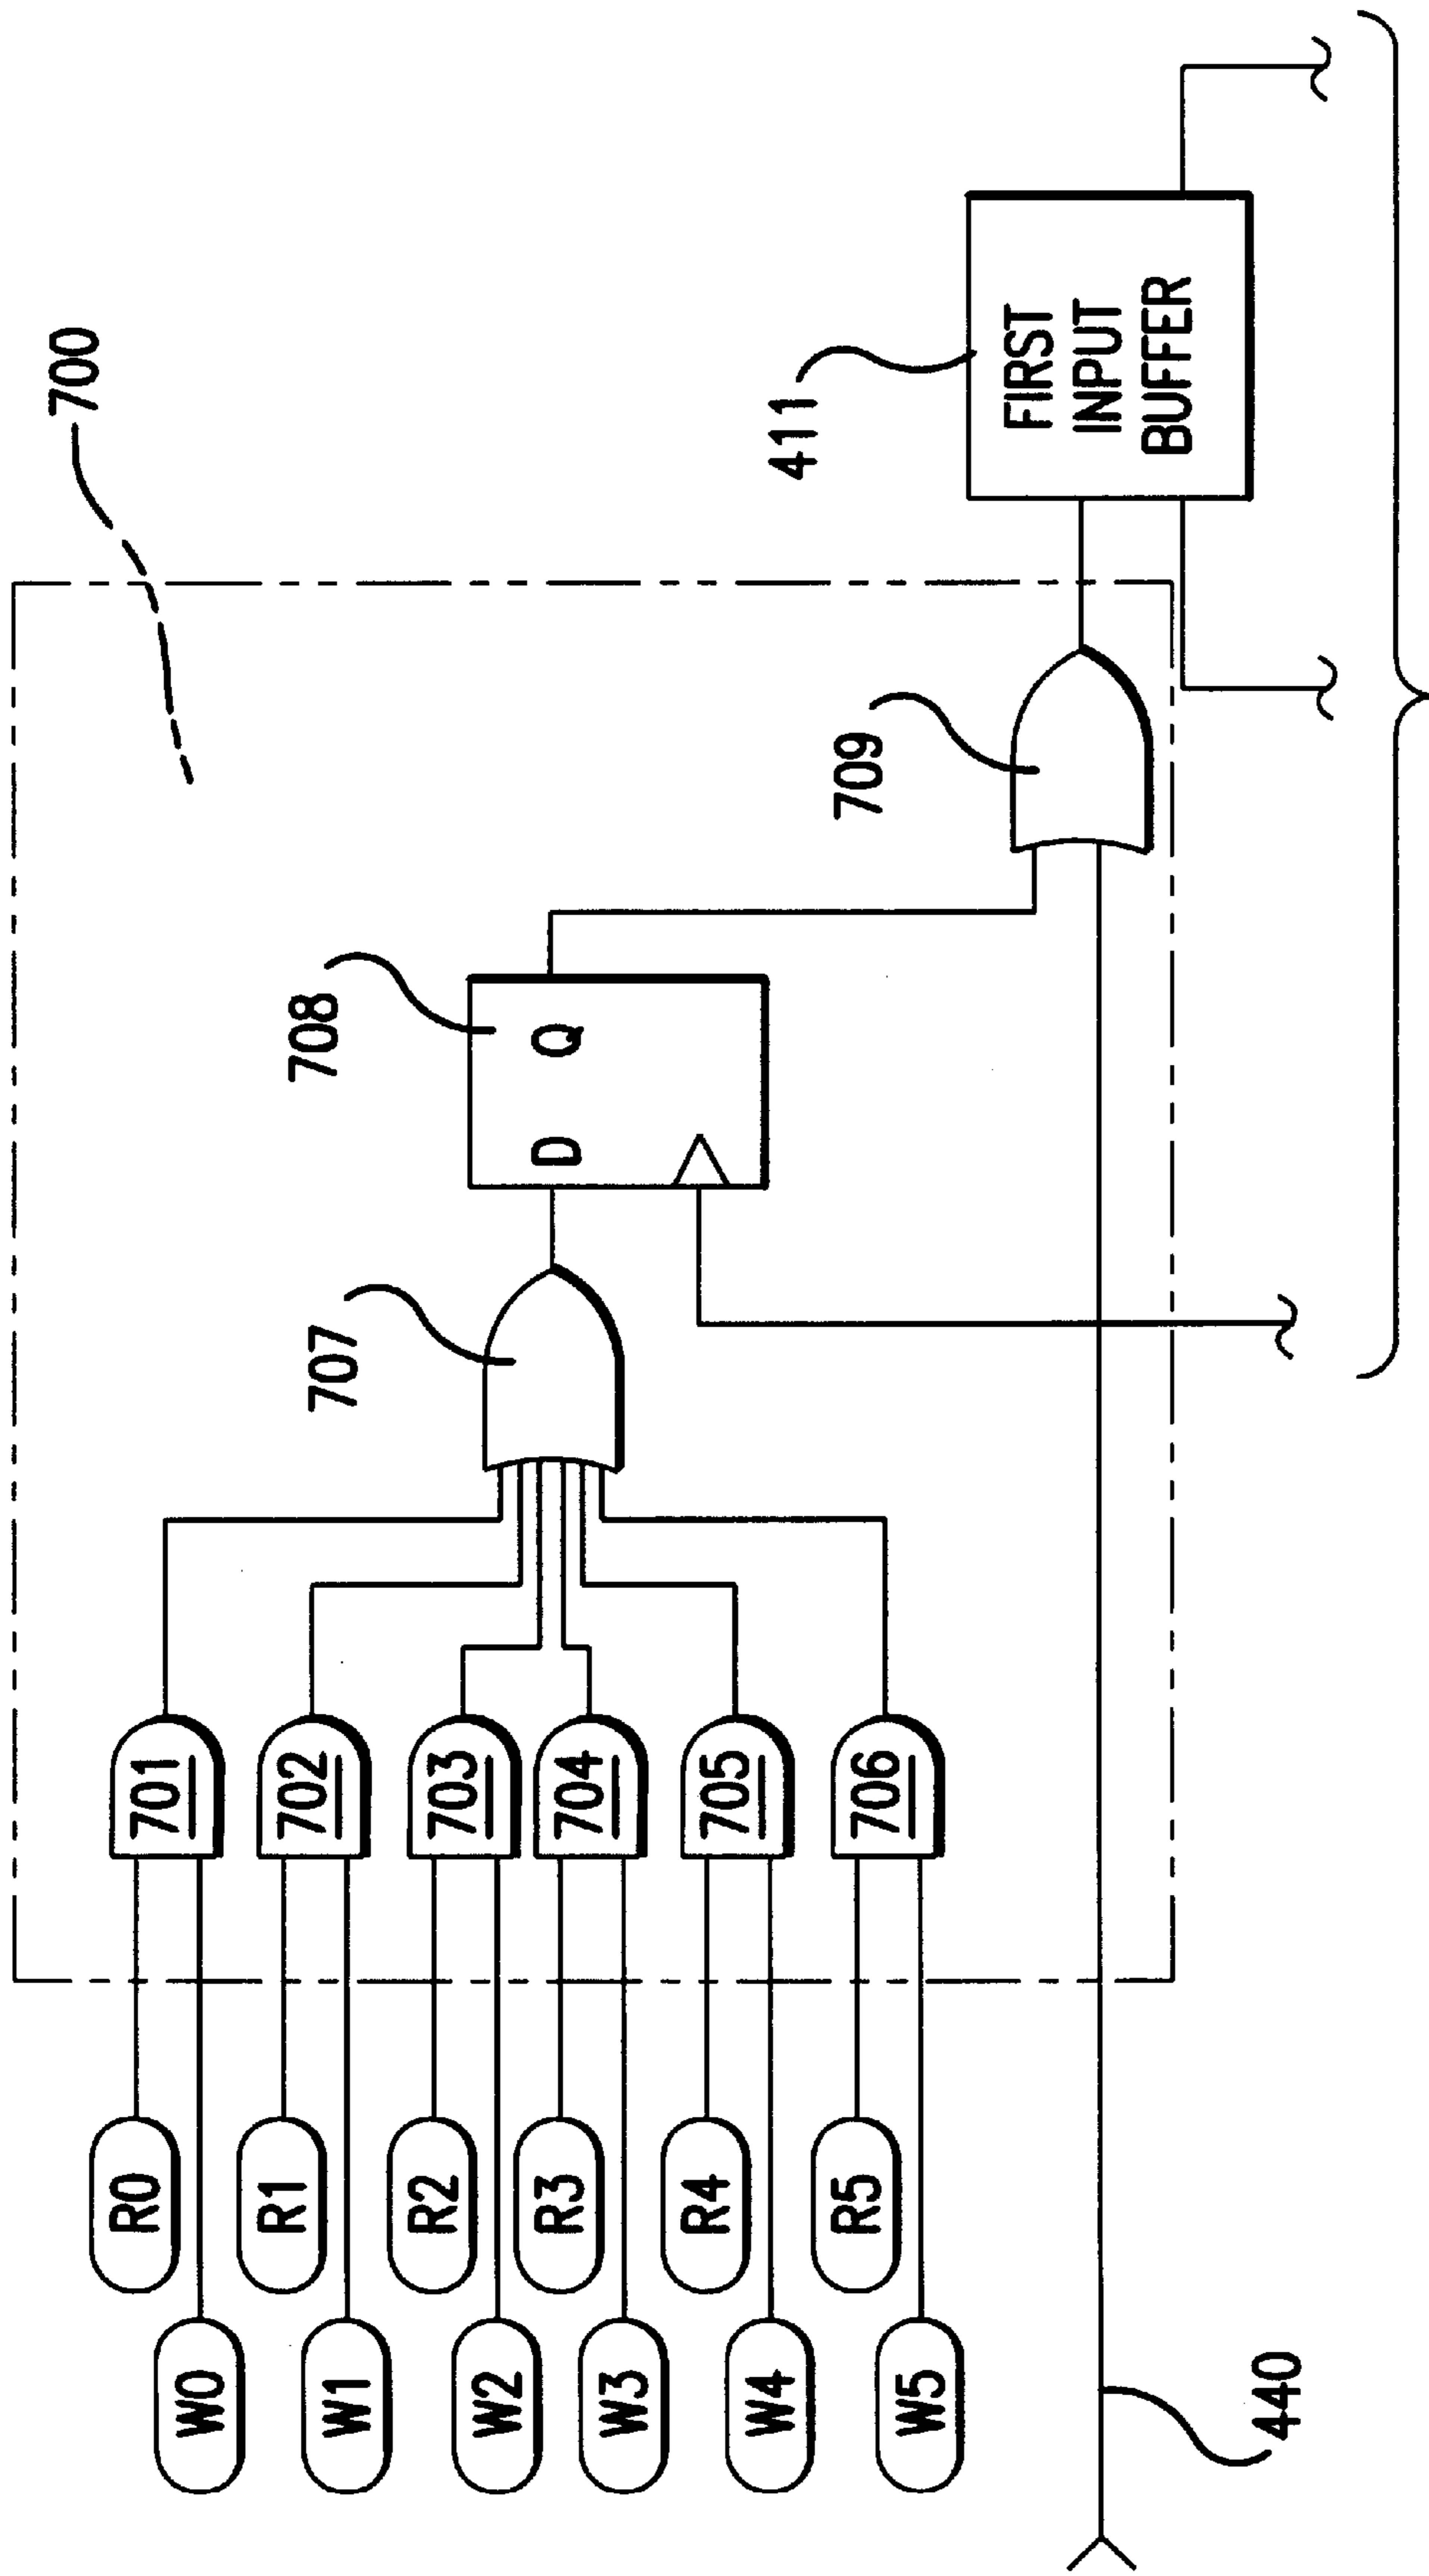 700
R0
W0
701
R1
W1
702
R2
W2
703
R3
W3
704
R4
W4
705
R5
W5
706
707
708
D Q
709
411
FIRST
INPUT
BUFFER
440